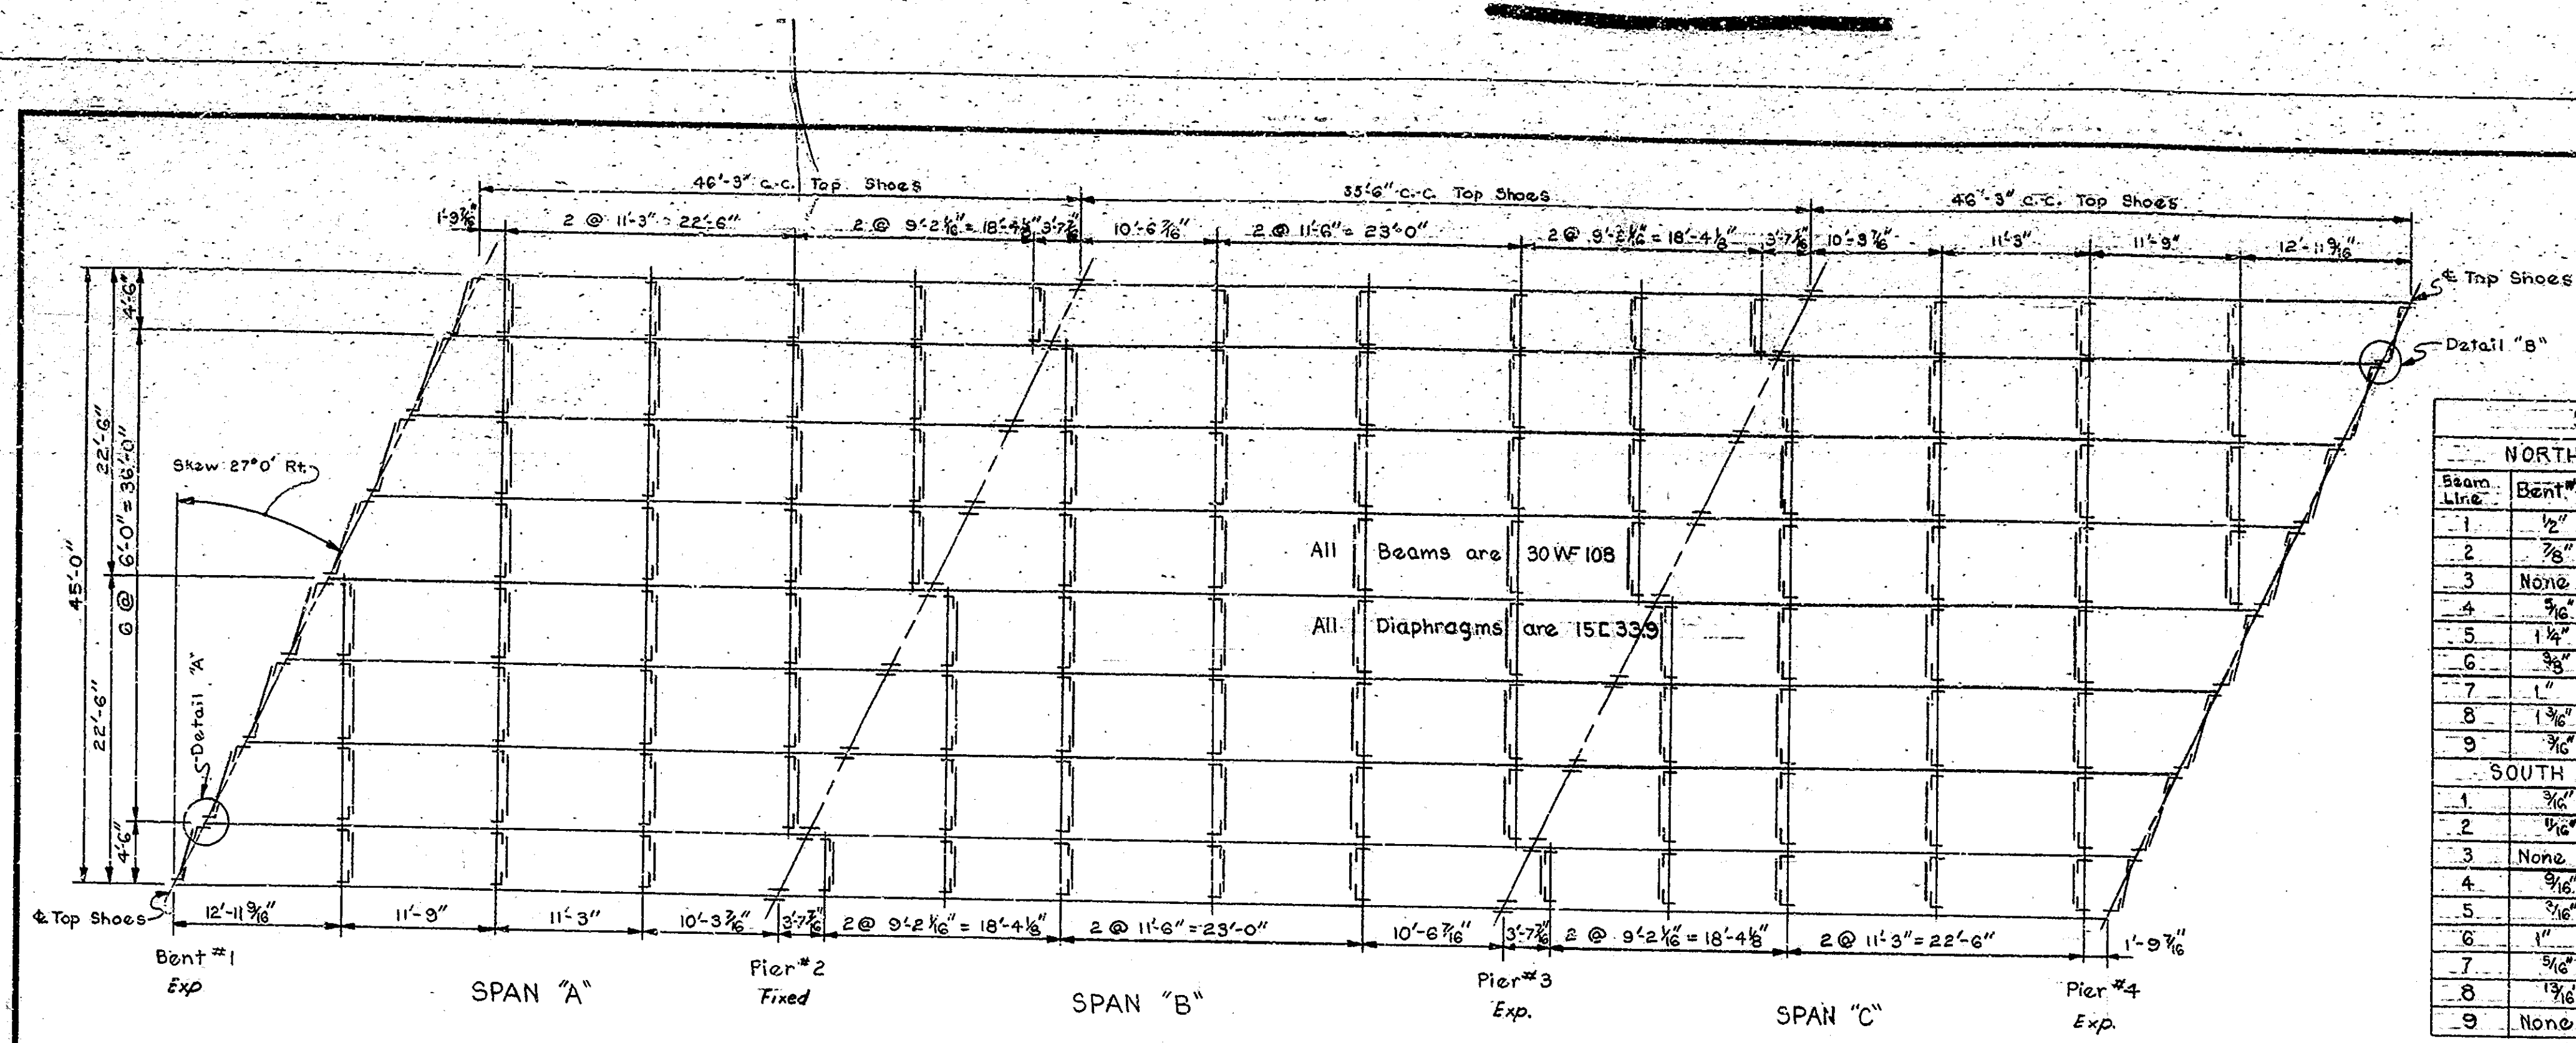 46'-3" c.-c. Top Shoes
35'-6" c.-c. Top Shoes
46'-3" c.-c. Top Shoes
1'-9 7/16"
2 @ 11'-3" = 22'-6"
2 @ 9'-2 1/16" = 18'-4 1/8"
3'-7 7/16"
10'-6 7/16"
2 @ 11'-6" = 23'-0"
2 @ 9'-2 1/16" = 18'-4 1/8"
3'-7 7/16"
10'-3 7/16"
11'-3"
11'-9"
12'-11 9/16"
℄ Top Shoes
Detail "B"
45'-0"
22'-6"
22'-6"
4'-6"
6 @ 6'-0" = 36'-0"
4'-6"
Skew 27°0' Rt.
Detail "A"
All Beams are 30 WF 108
All Diaphragms are 15 [ 33.9
℄ Top Shoes
12'-11 9/16"
11'-9"
11'-3"
10'-3 7/16"
3'-7 7/16"
2 @ 9'-2 1/16" = 18'-4 1/8"
2 @ 11'-6" = 23'-0"
10'-6 7/16"
3'-7 7/16"
2 @ 9'-2 1/16" = 18'-4 1/8"
2 @ 11'-3" = 22'-6"
1'-9 7/16"
Bent #1
Exp
SPAN "A"
Pier #2
Fixed
SPAN "B"
Pier #3
Exp.
SPAN "C"
Pier #4
Exp.
NORTH
Beam Line Bent #
1 1/2"
2 7/8"
3 None
4 5/16"
5 1 1/4"
6 3/8"
7 1"
8 1 3/16"
9 3/16"
SOUTH
1 3/16"
2 11/16"
3 None
4 9/16"
5 3/16"
6 1"
7 5/16"
8 13/16"
9 None